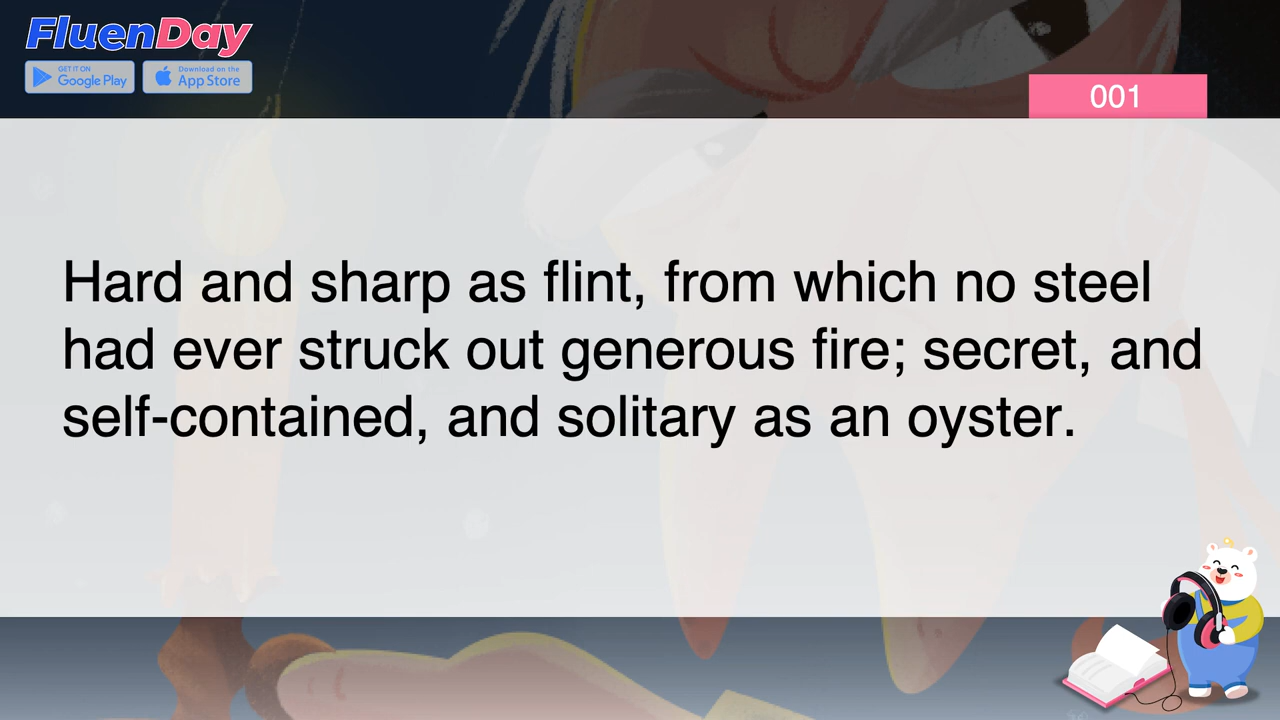 FluenDay
GET IT ON
Google Play
Download on the
App Store
001
Hard and sharp as flint, from which no steel
had ever struck out generous fire; secret, and
self-contained, and solitary as an oyster.